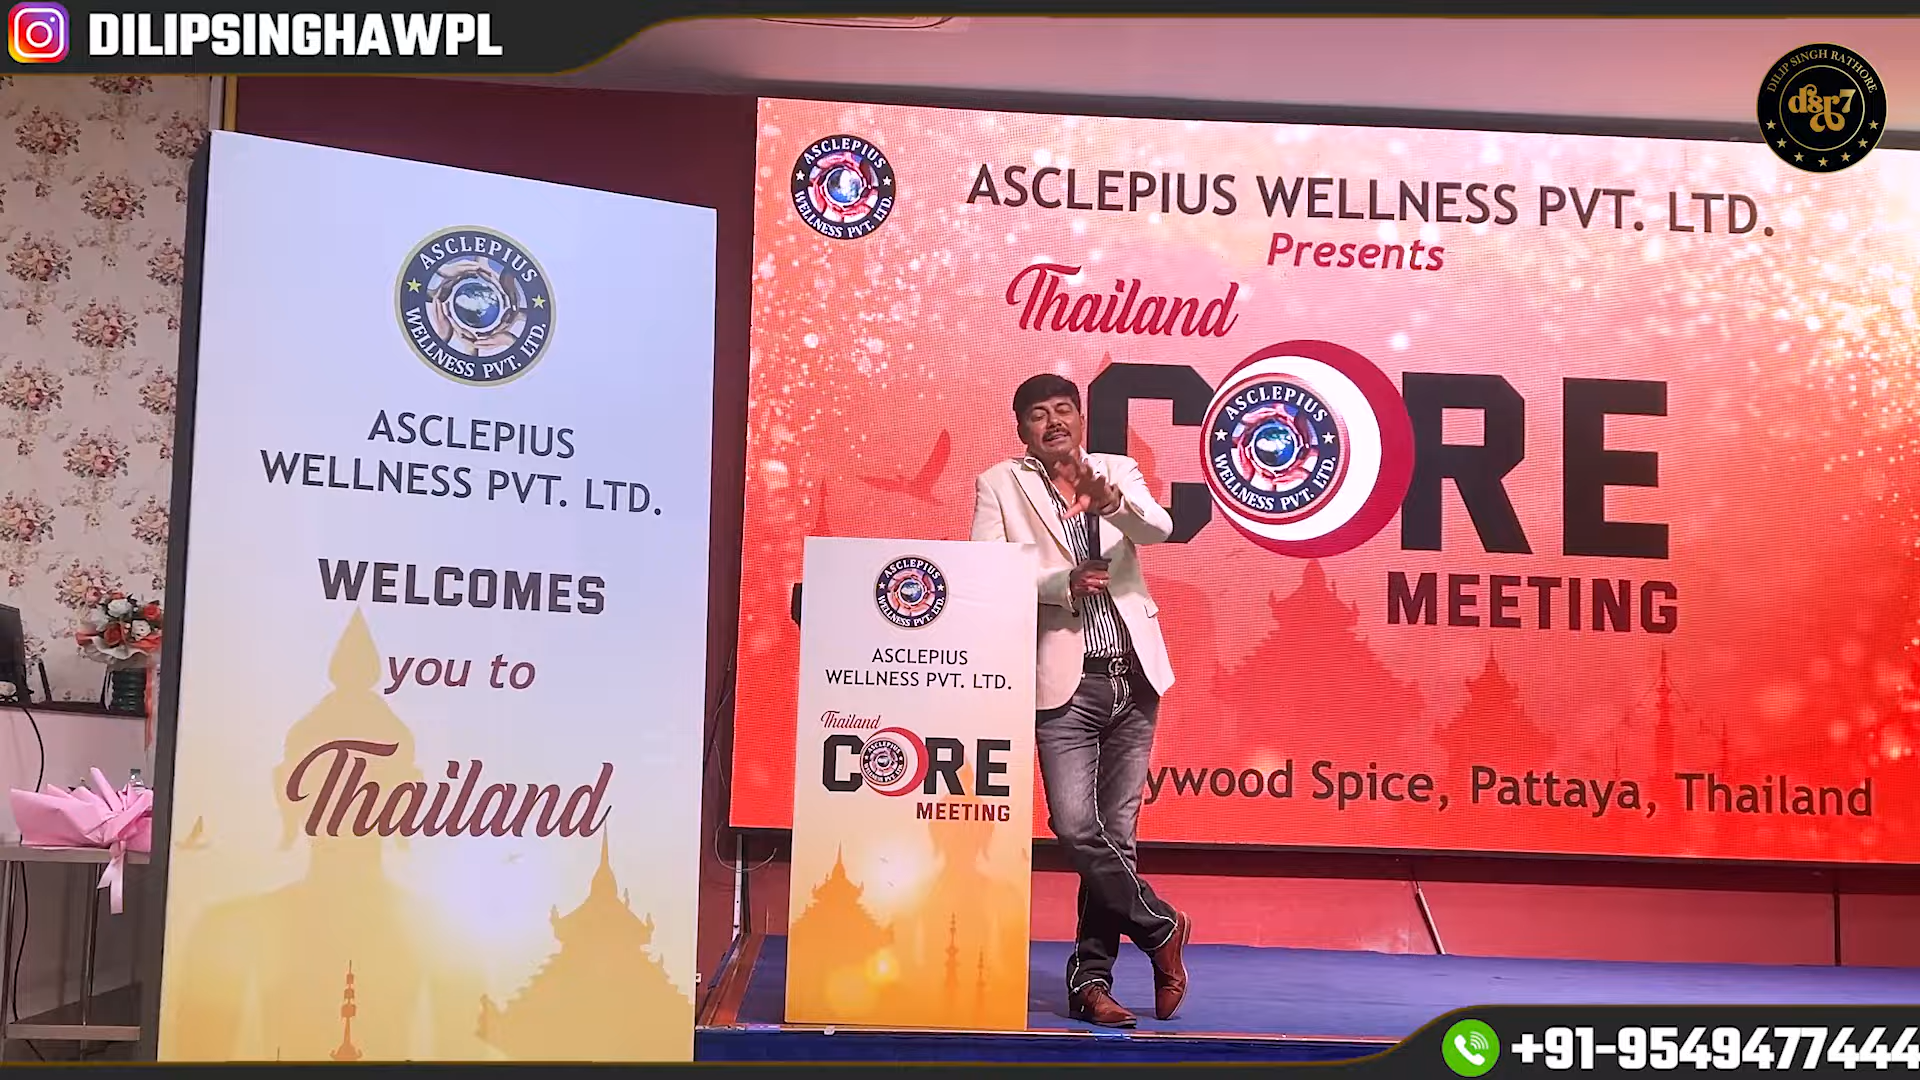 DILIPSINGHAWPL
DILIP SINGH RATHORE
ASCLEPIUS
WELLNESS PVT. LTD.
ASCLEPIUS
WELLNESS PVT. LTD.
WELCOMES
you to
Thailand
ASCLEPIUS
WELLNESS PVT. LTD.
ASCLEPIUS WELLNESS PVT. LTD.
Presents
Thailand
CORE
ASCLEPIUS
WELLNESS PVT. LTD.
MEETING
ywood Spice, Pattaya, Thailand
ASCLEPIUS
WELLNESS PVT. LTD.
ASCLEPIUS
WELLNESS PVT. LTD.
Thailand
CORE
MEETING
+91-9549477444